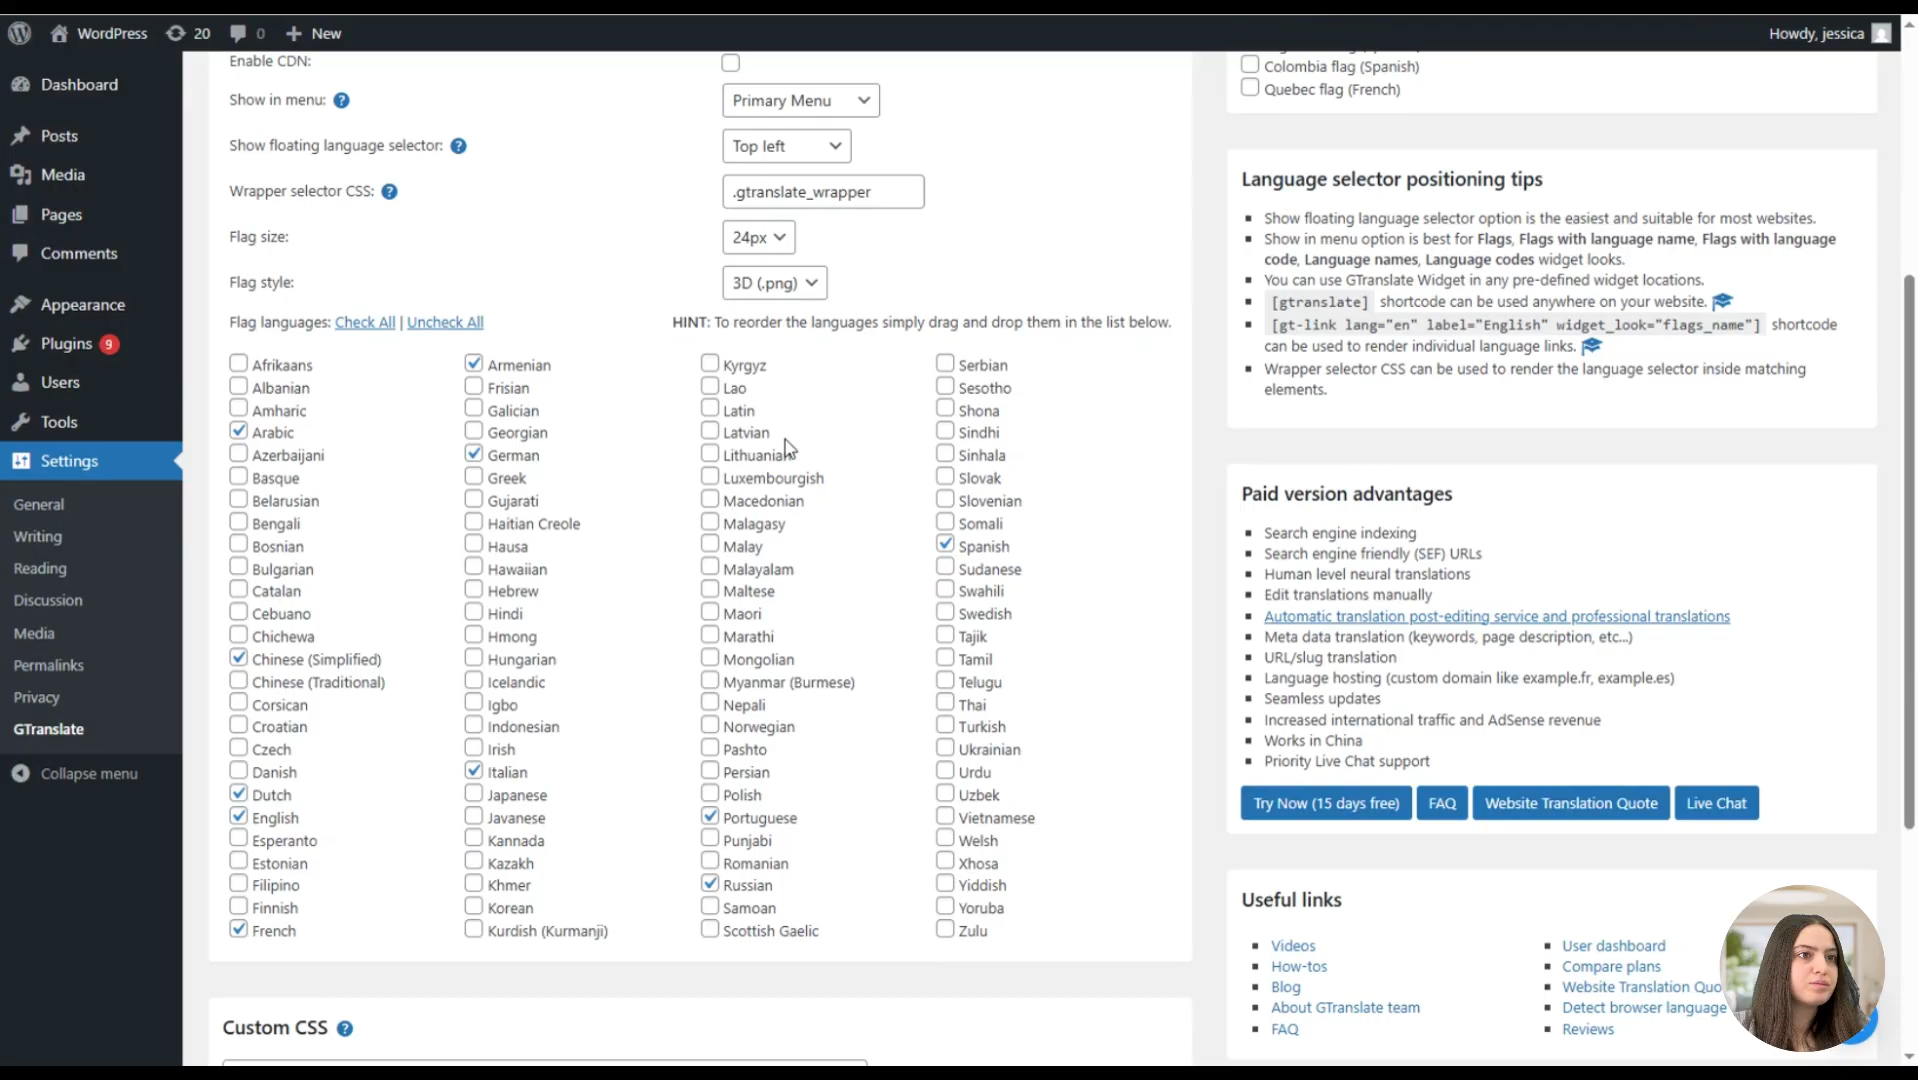 WordPress 20 0 New Howdy, jessica
Dashboard
Posts
Media
Pages
Comments
Appearance
Plugins 9
Users
Tools
Settings
General
Writing
Reading
Discussion
Media
Permalinks
Privacy
GTranslate
Collapse menu
Enable CDN:
Show in menu: ? Primary Menu
Show floating language selector: ? Top left
Wrapper selector CSS: ? .gtranslate_wrapper
Flag size: 24px
Flag style: 3D (.png)
Flag languages: Check All | Uncheck All HINT: To reorder the languages simply drag and drop them in the list below.
Afrikaans
Albanian
Amharic
Arabic
Azerbaijani
Basque
Belarusian
Bengali
Bosnian
Bulgarian
Catalan
Cebuano
Chichewa
Chinese (Simplified)
Chinese (Traditional)
Corsican
Croatian
Czech
Danish
Dutch
English
Esperanto
Estonian
Filipino
Finnish
French
Armenian
Frisian
Galician
Georgian
German
Greek
Gujarati
Haitian Creole
Hausa
Hawaiian
Hebrew
Hindi
Hmong
Hungarian
Icelandic
Igbo
Indonesian
Irish
Italian
Japanese
Javanese
Kannada
Kazakh
Khmer
Korean
Kurdish (Kurmanji)
Kyrgyz
Lao
Latin
Latvian
Lithuanian
Luxembourgish
Macedonian
Malagasy
Malay
Malayalam
Maltese
Maori
Marathi
Mongolian
Myanmar (Burmese)
Nepali
Norwegian
Pashto
Persian
Polish
Portuguese
Punjabi
Romanian
Russian
Samoan
Scottish Gaelic
Serbian
Sesotho
Shona
Sindhi
Sinhala
Slovak
Slovenian
Somali
Spanish
Sudanese
Swahili
Swedish
Tajik
Tamil
Telugu
Thai
Turkish
Ukrainian
Urdu
Uzbek
Vietnamese
Welsh
Xhosa
Yiddish
Yoruba
Zulu
Custom CSS ?
Colombia flag (Spanish)
Quebec flag (French)
Language selector positioning tips
Show floating language selector option is the easiest and suitable for most websites.
Show in menu option is best for Flags, Flags with language name, Flags with language
code, Language names, Language codes widget looks.
You can use GTranslate Widget in any pre-defined widget locations.
[gtranslate] shortcode can be used anywhere on your website.
[gt-link lang="en" label="English" widget_look="flags_name"] shortcode
can be used to render individual language links.
Wrapper selector CSS can be used to render the language selector inside matching
elements.
Paid version advantages
Search engine indexing
Search engine friendly (SEF) URLs
Human level neural translations
Edit translations manually
Automatic translation post-editing service and professional translations
Meta data translation (keywords, page description, etc...)
URL/slug translation
Language hosting (custom domain like example.fr, example.es)
Seamless updates
Increased international traffic and AdSense revenue
Works in China
Priority Live Chat support
Try Now (15 days free) FAQ Website Translation Quote Live Chat
Useful links
Videos
How-tos
Blog
About GTranslate team
FAQ
User dashboard
Compare plans
Website Translation Quo
Detect browser language
Reviews